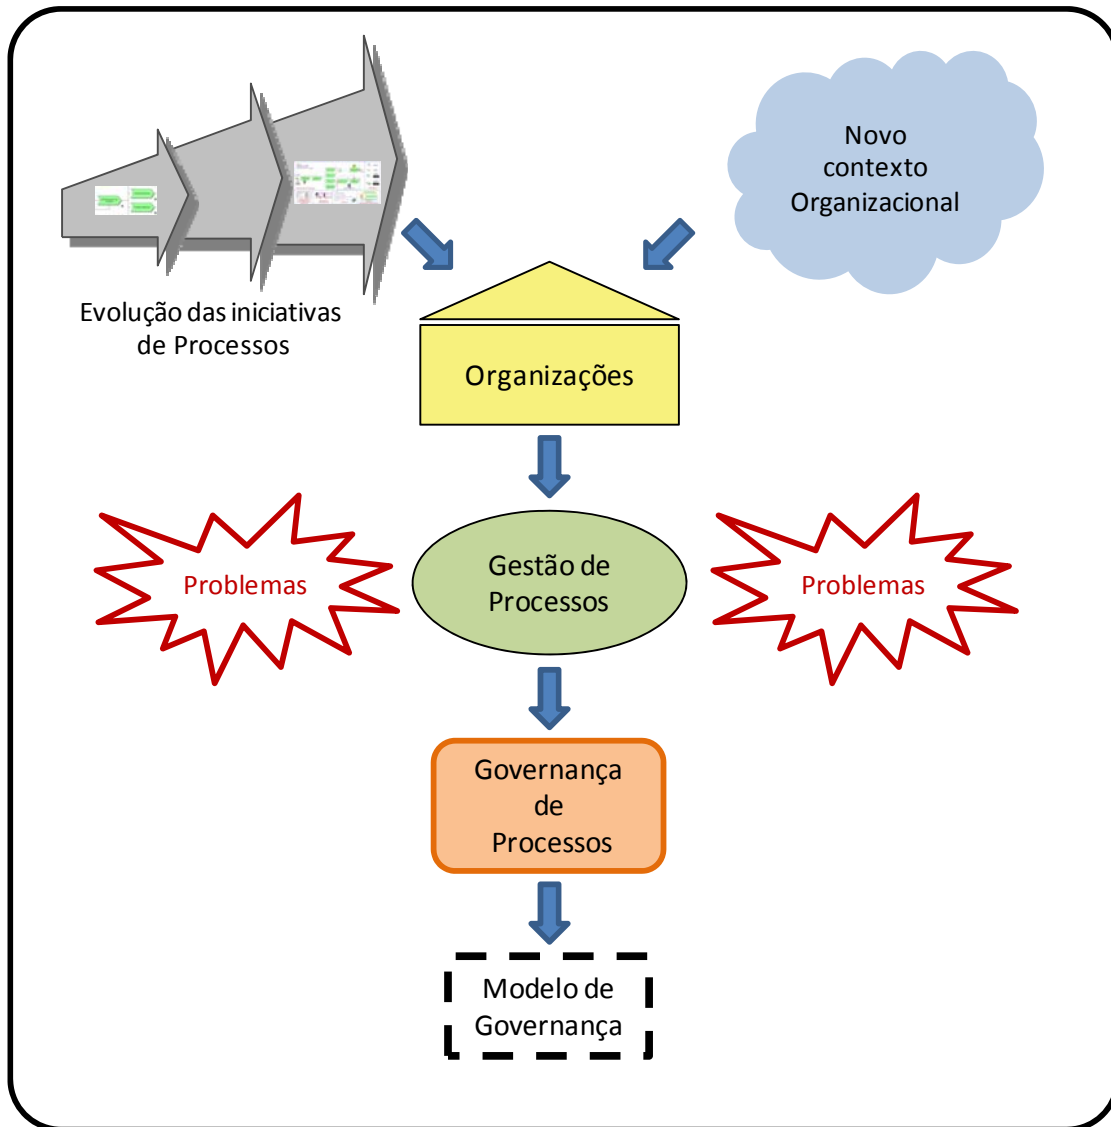 Novo
contexto
Organizacional
Evolução das iniciativas
de Processos
Organizações
Problemas
Gestão de
Processos
Problemas
Governança
de
Processos
Modelo de
Governança